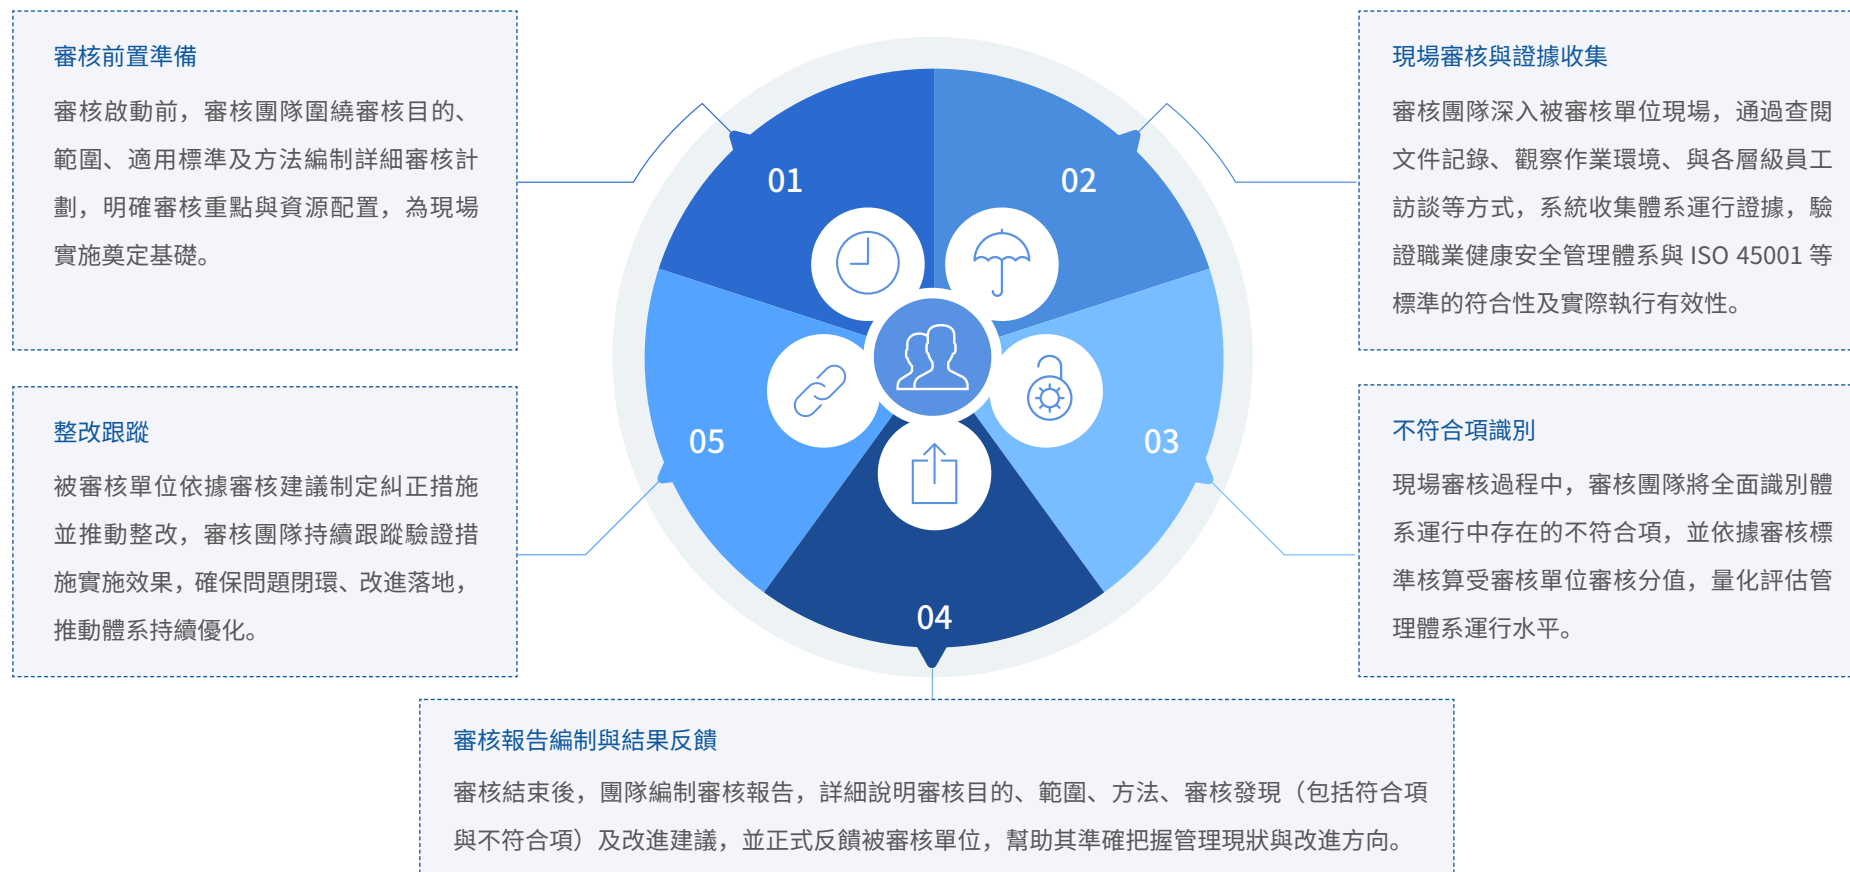 審核前置準備
審核啟動前，審核團隊圍繞審核目的、
範圍、適用標準及方法編制詳細審核計
劃，明確審核重點與資源配置，為現場
實施奠定基礎。
01
02
現場審核與證據收集
審核團隊深入被審核單位現場，通過查閱
文件記錄、觀察作業環境、與各層級員工
訪談等方式，系統收集體系運行證據，驗
證職業健康安全管理體系與 ISO 45001 等
標準的符合性及實際執行有效性。
03
不符合項識別
現場審核過程中，審核團隊將全面識別體
系運行中存在的不符合項，並依據審核標
準核算受審核單位審核分值，量化評估管
理體系運行水平。
04
審核報告編制與結果反饋
審核結束後，團隊編制審核報告，詳細說明審核目的、範圍、方法、審核發現（包括符合項
與不符合項）及改進建議，並正式反饋被審核單位，幫助其準確把握管理現狀與改進方向。
05
整改跟蹤
被審核單位依據審核建議制定糾正措施
並推動整改，審核團隊持續跟蹤驗證措
施實施效果，確保問題閉環、改進落地，
推動體系持續優化。